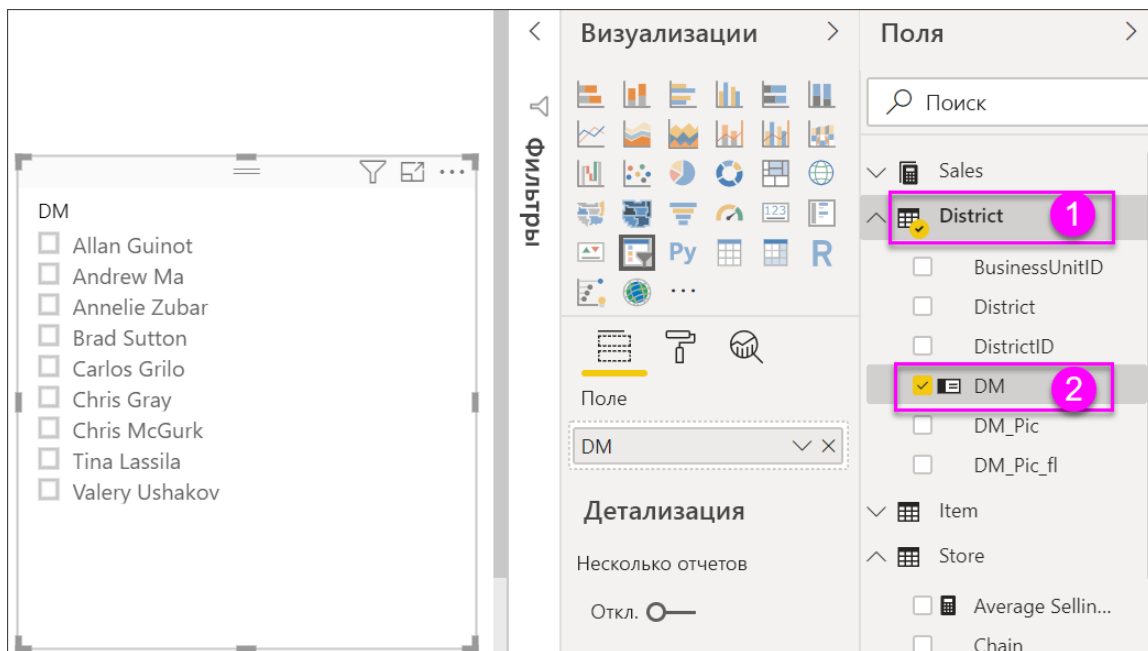 DM
Allan Guinot
Andrew Ma
Annelie Zubar
Brad Sutton
Carlos Grilo
Chris Gray
Chris McGurk
Tina Lassila
Valery Ushakov
Фильтры
Визуализации
123
Py
R
Поле
DM
Детализация
Несколько отчетов
Откл.
Поля
Поиск
Sales
District
1
BusinessUnitID
District
DistrictID
DM
2
DM_Pic
DM_Pic_fl
Item
Store
Average Sellin...
Chain